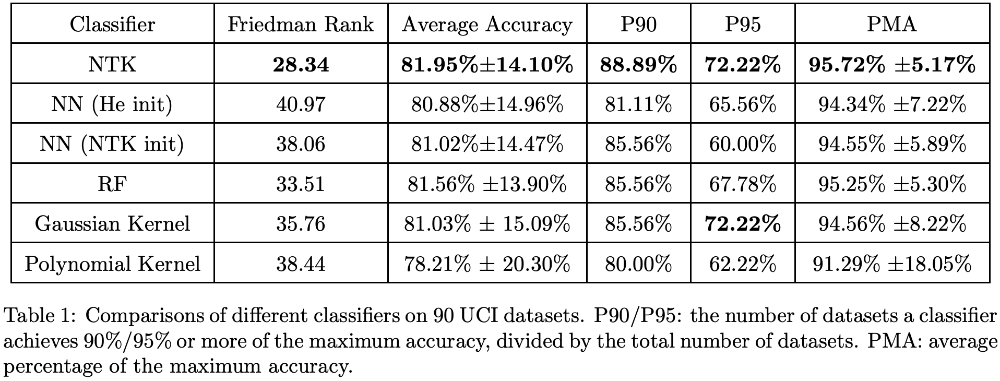 Classifier Friedman Rank Average Accuracy P90 P95 PMA
NTK 28.34 81.95%±14.10% 88.89% 72.22% 95.72% ±5.17%
NN (He init) 40.97 80.88%±14.96% 81.11% 65.56% 94.34% ±7.22%
NN (NTK init) 38.06 81.02%±14.47% 85.56% 60.00% 94.55% ±5.89%
RF 33.51 81.56% ±13.90% 85.56% 67.78% 95.25% ±5.30%
Gaussian Kernel 35.76 81.03% ± 15.09% 85.56% 72.22% 94.56% ±8.22%
Polynomial Kernel 38.44 78.21% ± 20.30% 80.00% 62.22% 91.29% ±18.05%
Table 1: Comparisons of different classifiers on 90 UCI datasets. P90/P95: the number of datasets a classifier
achieves 90%/95% or more of the maximum accuracy, divided by the total number of datasets. PMA: average
percentage of the maximum accuracy.